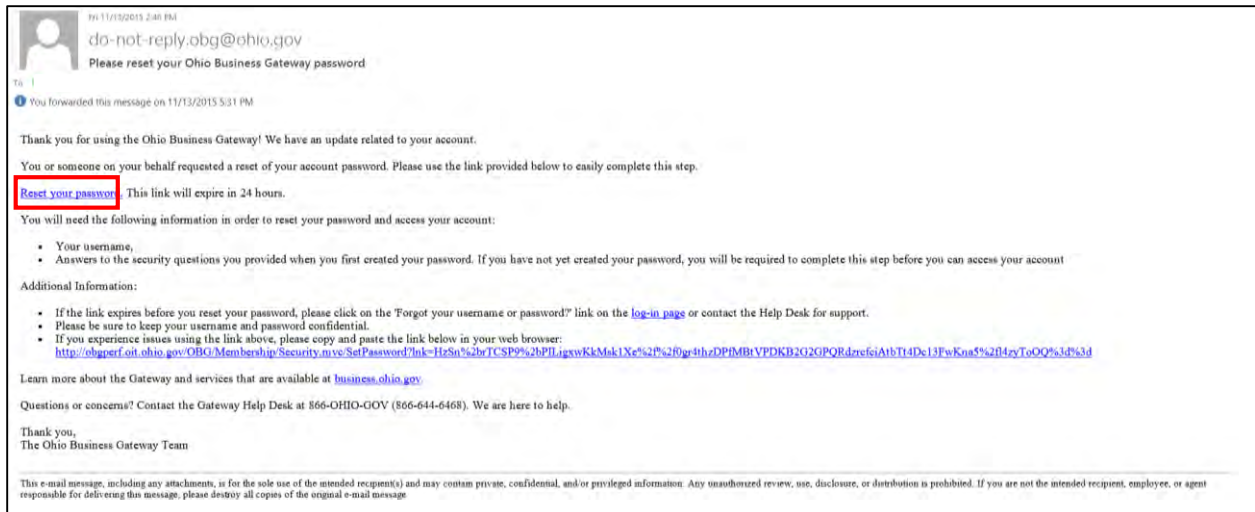 Fri 11/13/2015 2:46 PM
do-not-reply.obg@ohio.gov
Please reset your Ohio Business Gateway password
To
You forwarded this message on 11/13/2015 5:31 PM
Thank you for using the Ohio Business Gateway! We have an update related to your account.
You or someone on your behalf requested a reset of your account password. Please use the link provided below to easily complete this step.
Reset your password. This link will expire in 24 hours.
You will need the following information in order to reset your password and access your account:
• Your username,
• Answers to the security questions you provided when you first created your password. If you have not yet created your password, you will be required to complete this step before you can access your account
Additional Information:
• If the link expires before you reset your password, please click on the 'Forgot your username or password?' link on the log-in page or contact the Help Desk for support.
• Please be sure to keep your username and password confidential.
• If you experience issues using the link above, please copy and paste the link below in your web browser:
Learn more about the Gateway and services that are available at business.ohio.gov.
Questions or concerns? Contact the Gateway Help Desk at 866-OHIO-GOV (866-644-6468). We are here to help.
Thank you,
The Ohio Business Gateway Team
This e-mail message, including any attachments, is for the sole use of the intended recipient(s) and may contain private, confidential, and/or privileged information. Any unauthorized review, use, disclosure, or distribution is prohibited. If you are not the intended recipient, employee, or agent
responsible for delivering this message, please destroy all copies of the original e-mail message